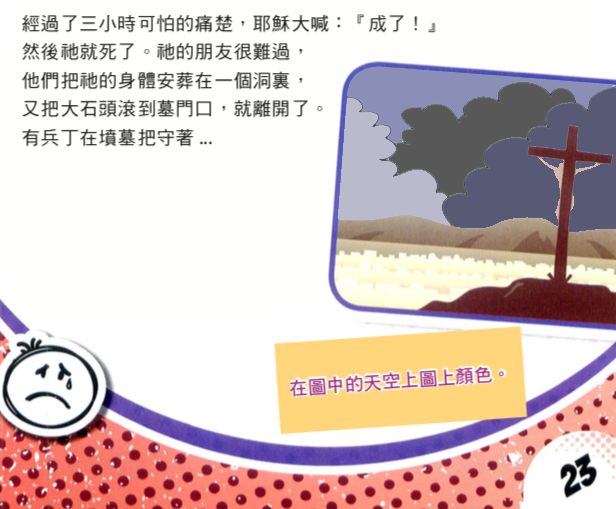 經過了三小時可怕的痛楚，耶穌大喊：『成了！』
然後祂就死了。祂的朋友很難過，
他們把祂的身體安葬在一個洞裏，
又把大石頭滾到墓門口，就離開了。
有兵丁在墳墓把守著 ...
在圖中的天空上圖上顏色。
23